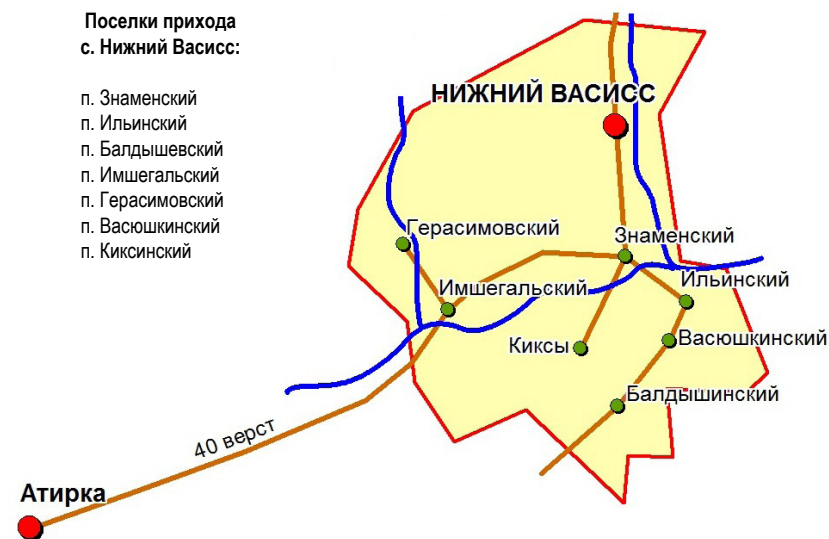 Поселки прихода
с. Нижний Васисс:
п. Знаменский
п. Ильинский
п. Балдышевский
п. Имшегальский
п. Герасимовский
п. Васюшкинский
п. Киксинский
НИЖНИЙ ВАСИСС
Герасимовский
Знаменский
Имшегальский
Ильинский
Киксы
Васюшкинский
Балдышинский
40 верст
Атирка